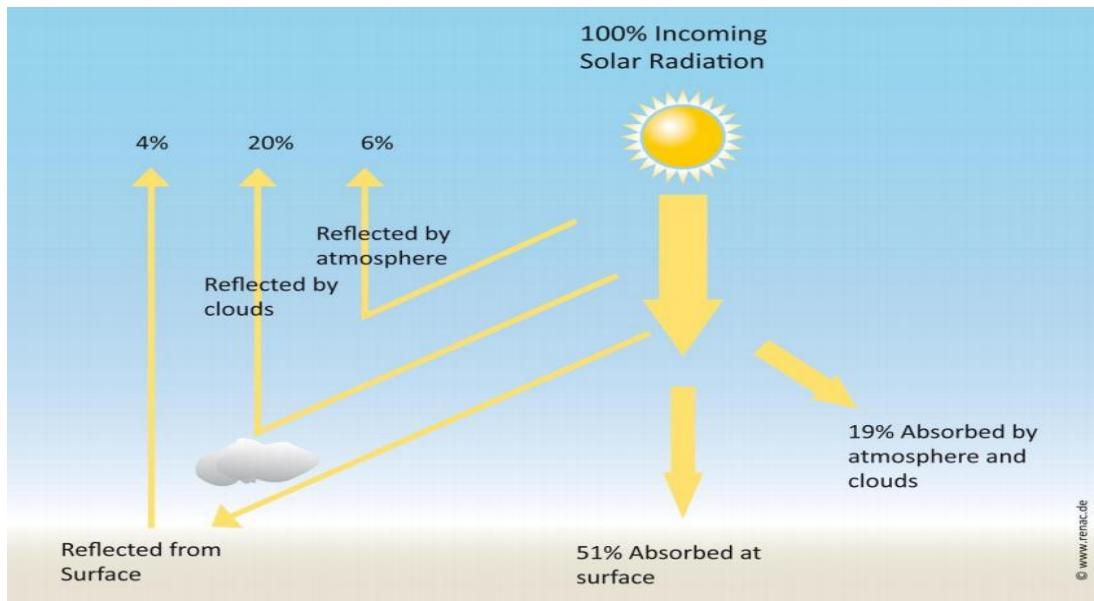 100% Incoming
Solar Radiation
4%
20%
6%
Reflected by
atmosphere
Reflected by
clouds
19% Absorbed by
atmosphere and
clouds
Reflected from
Surface
51% Absorbed at
surface
© www.renac.de